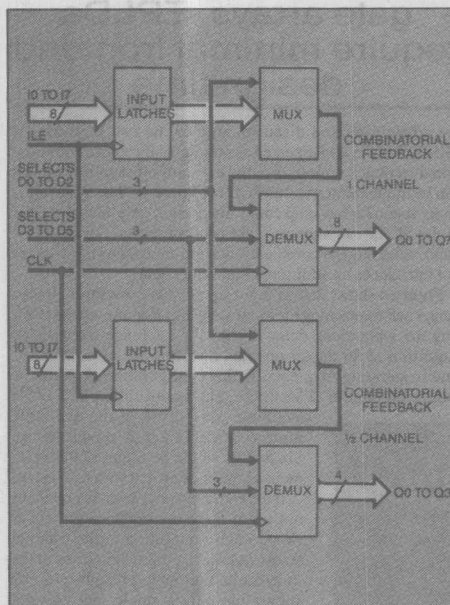 I0 TO I7
8
INPUT
LATCHES
MUX
ILE
COMBINATORIAL
FEEDBACK
SELECTS
D0 TO D2
3
1 CHANNEL
SELECTS
D3 TO D5
3
DEMUX
8
Q0 TO Q7
CLK
I0 TO I7
8
INPUT
LATCHES
MUX
COMBINATORIAL
FEEDBACK
½ CHANNEL
3
DEMUX
4
Q0 TO Q3